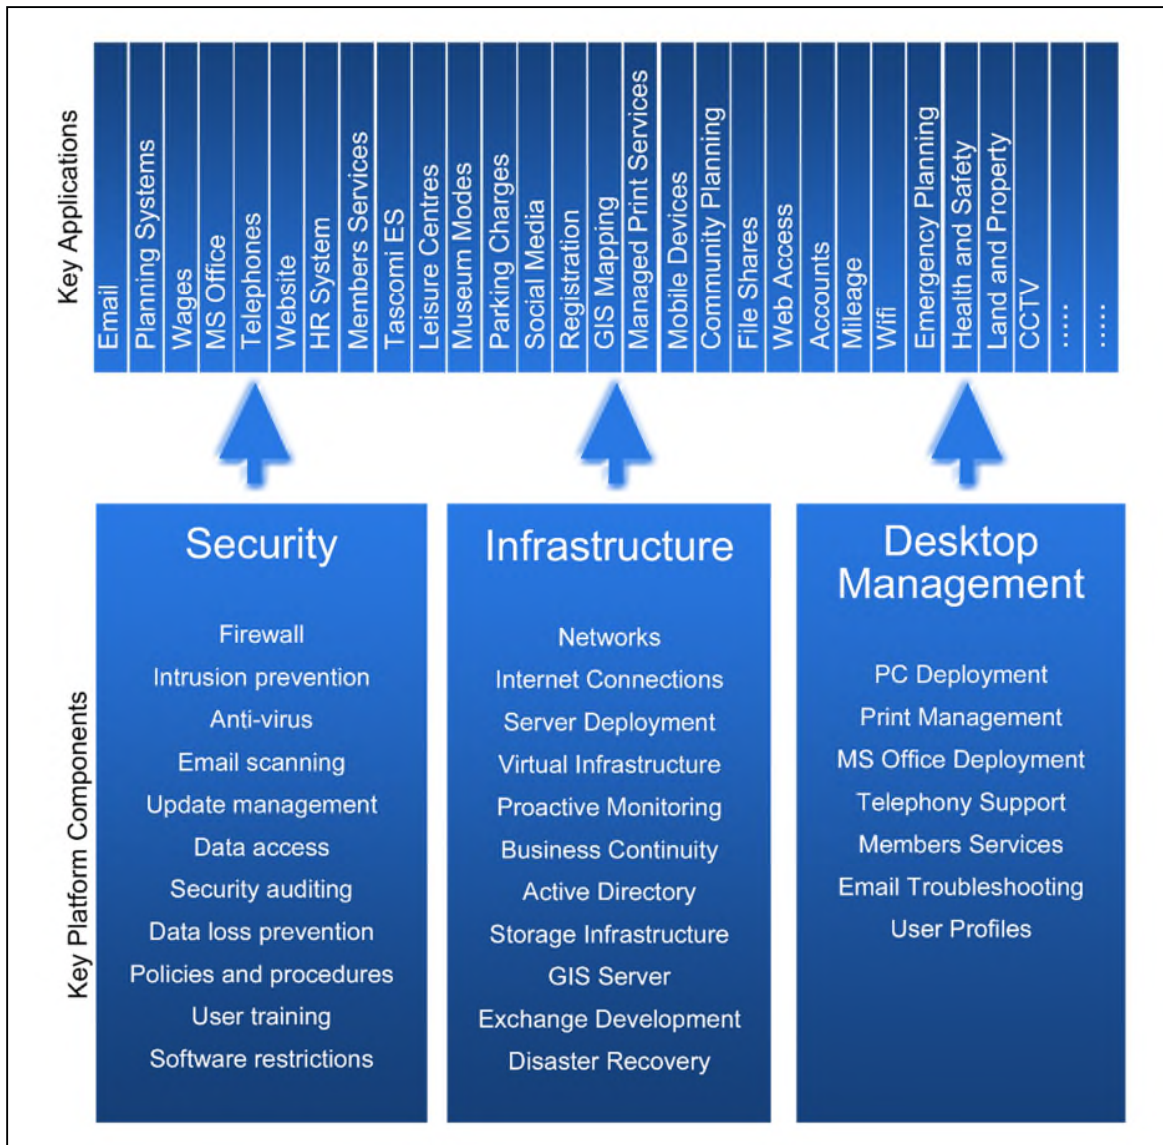 Key Applications
Email
Planning Systems
Wages
MS Office
Telephones
Website
HR System
Members Services
Tascomi ES
Leisure Centres
Museum Modes
Parking Charges
Social Media
Registration
GIS Mapping
Managed Print Services
Mobile Devices
Community Planning
File Shares
Web Access
Accounts
Mileage
Wifi
Emergency Planning
Health and Safety
Land and Property
CCTV
.....
.....
Key Platform Components
Security
Firewall
Intrusion prevention
Anti-virus
Email scanning
Update management
Data access
Security auditing
Data loss prevention
Policies and procedures
User training
Software restrictions
Infrastructure
Networks
Internet Connections
Server Deployment
Virtual Infrastructure
Proactive Monitoring
Business Continuity
Active Directory
Storage Infrastructure
GIS Server
Exchange Development
Disaster Recovery
Desktop
Management
PC Deployment
Print Management
MS Office Deployment
Telephony Support
Members Services
Email Troubleshooting
User Profiles